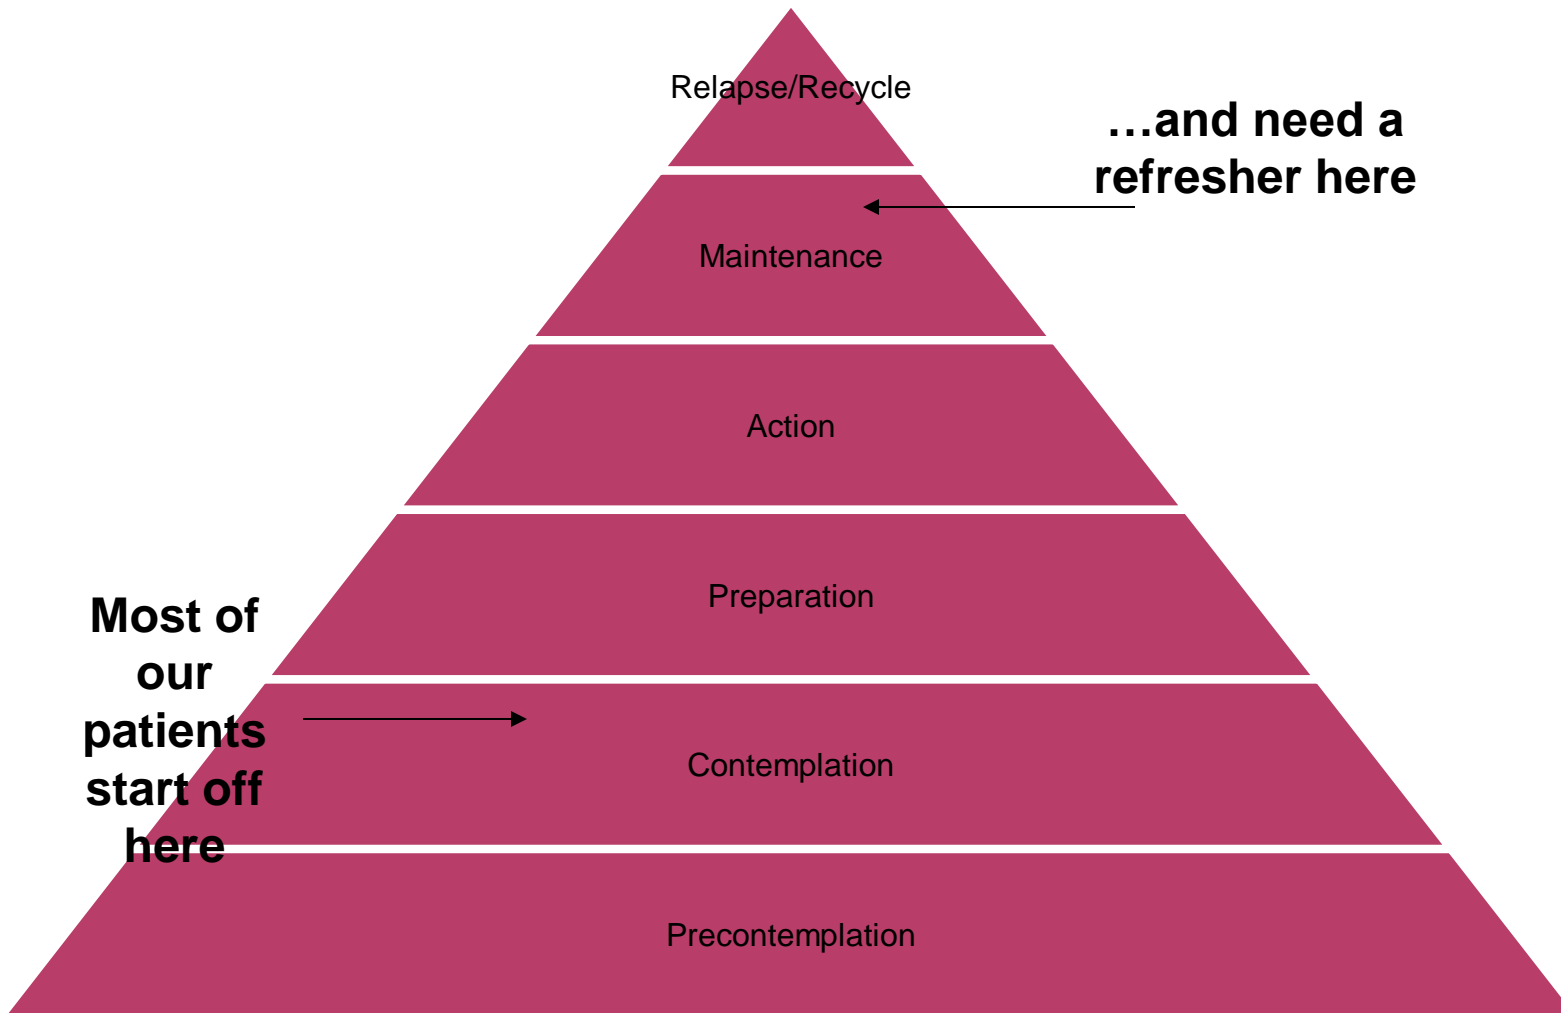 Relapse/Recycle
…and need a
refresher here
Maintenance
Action
Preparation
Most of
our
patients
start off
here
Contemplation
Precontemplation